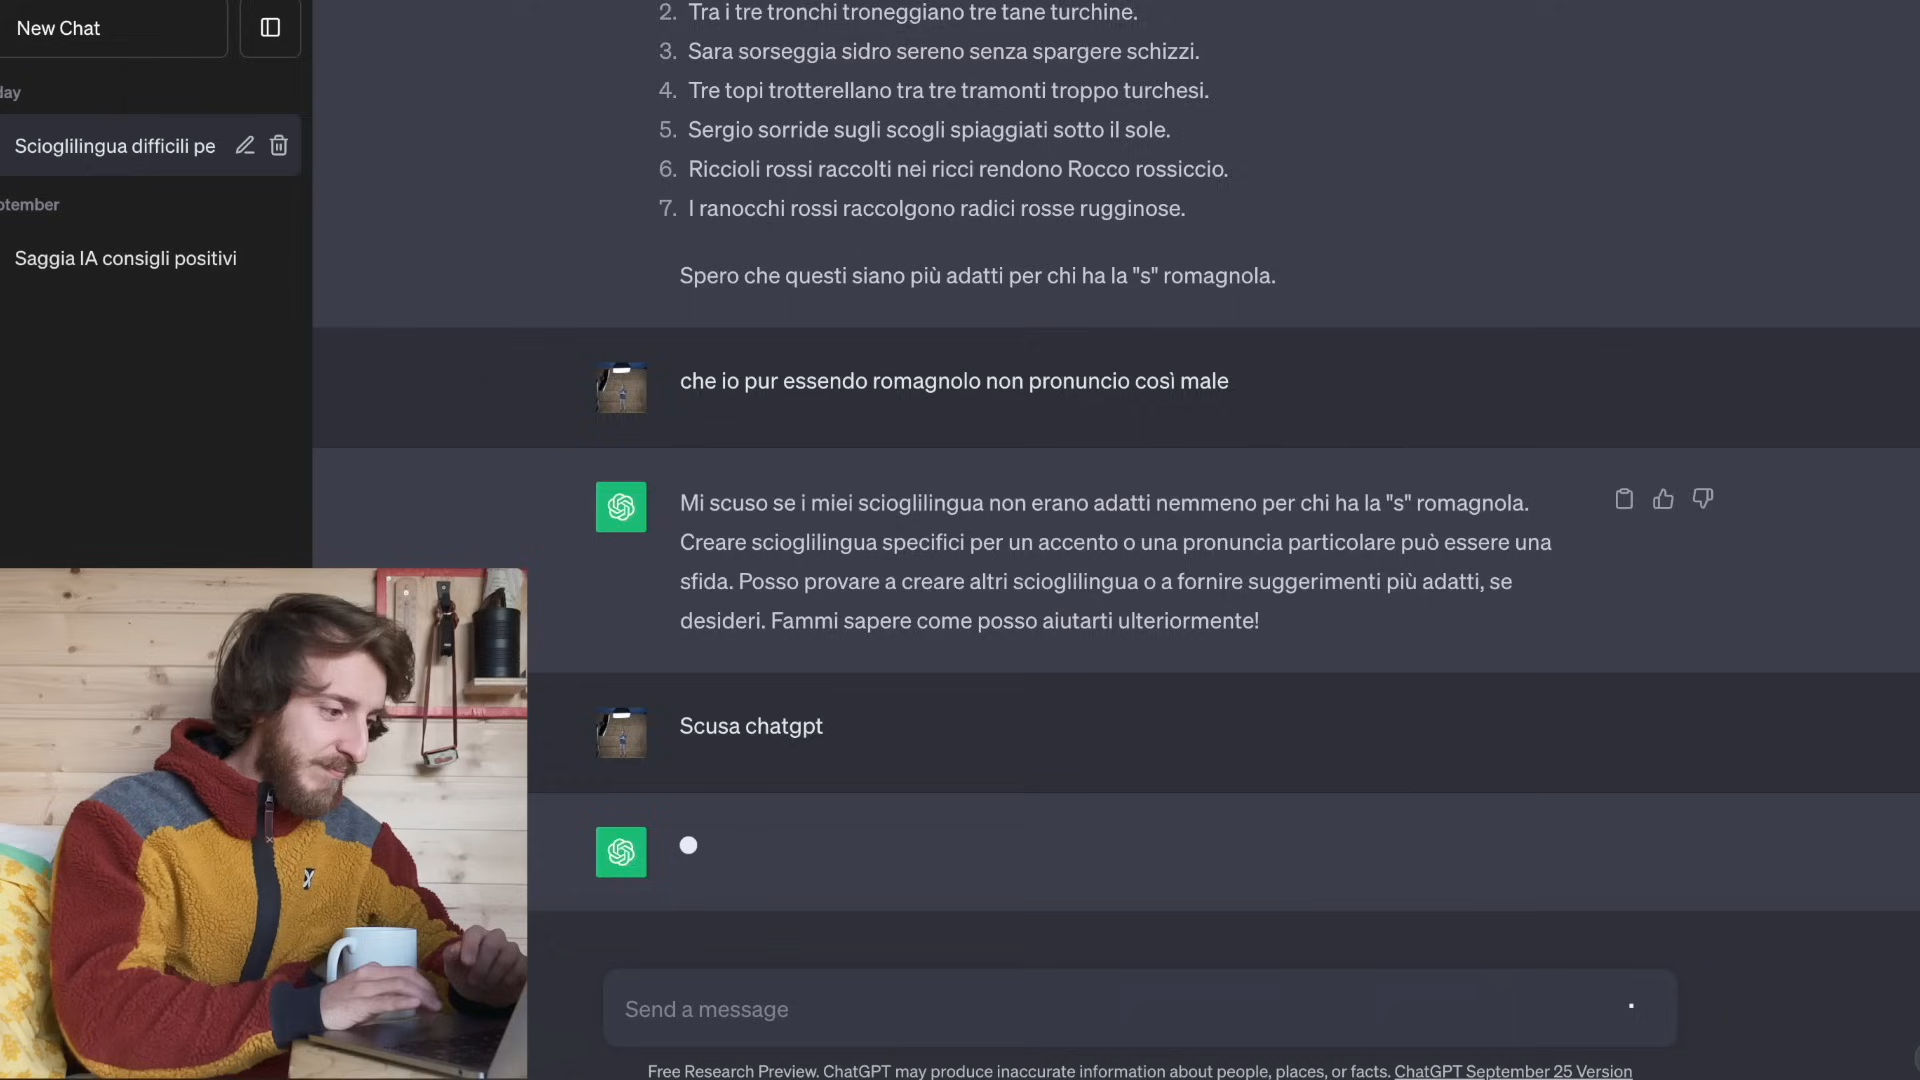 New Chat
day
Scioglilingua difficili pe
ptember
Saggia IA consigli positivi
2. Tra i tre tronchi troneggiano tre tane turchine.
3. Sara sorseggia sidro sereno senza spargere schizzi.
4. Tre topi trotterellano tra tre tramonti troppo turchesi.
5. Sergio sorride sugli scogli spiaggiati sotto il sole.
6. Riccioli rossi raccolti nei ricci rendono Rocco rossiccio.
7. I ranocchi rossi raccolgono radici rosse rugginose.
Spero che questi siano più adatti per chi ha la "s" romagnola.
che io pur essendo romagnolo non pronuncio così male
Mi scuso se i miei scioglilingua non erano adatti nemmeno per chi ha la "s" romagnola.
Creare scioglilingua specifici per un accento o una pronuncia particolare può essere una
sfida. Posso provare a creare altri scioglilingua o a fornire suggerimenti più adatti, se
desideri. Fammi sapere come posso aiutarti ulteriormente!
Scusa chatgpt
Send a message
Free Research Preview. ChatGPT may produce inaccurate information about people, places, or facts. ChatGPT September 25 Version